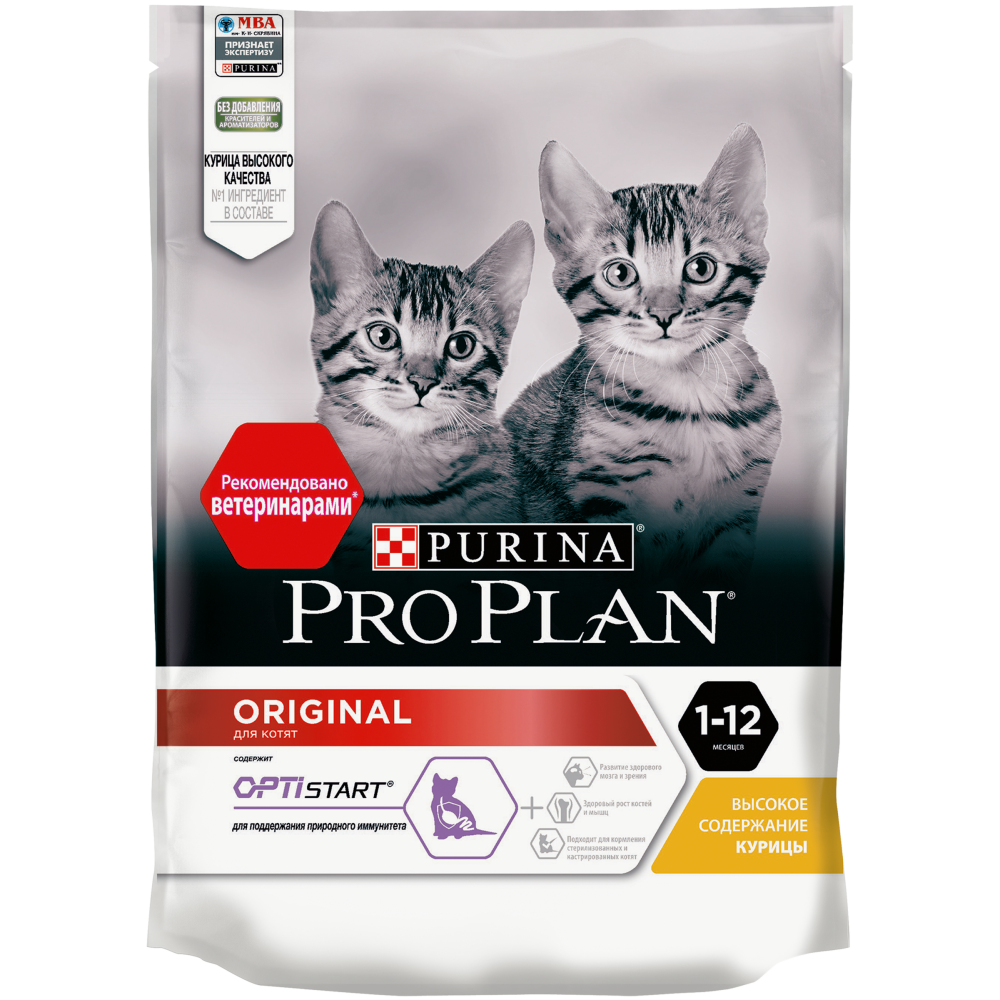 МВА
ИМ. К·И·СКРЯБИНА
ПРИЗНАЕТ
ЭКСПЕРТИЗУ
PURINA
БЕЗ ДОБАВЛЕНИЯ
КРАСИТЕЛЕЙ И
АРОМАТИЗАТОРОВ
КУРИЦА ВЫСОКОГО
КАЧЕСТВА
№1 ИНГРЕДИЕНТ
В СОСТАВЕ
Рекомендовано
ветеринарами*
PURINA®
PRO PLAN®
ORIGINAL
ДЛЯ КОТЯТ
1-12
МЕСЯЦЕВ
СОДЕРЖИТ
OPTISTART®
для поддержания природного иммунитета
+
Развитие здорового
мозга и зрения
Здоровый рост костей
и мышц
Подходит для кормления
стерилизованных и
кастрированных котят
ВЫСОКОЕ
СОДЕРЖАНИЕ
КУРИЦЫ